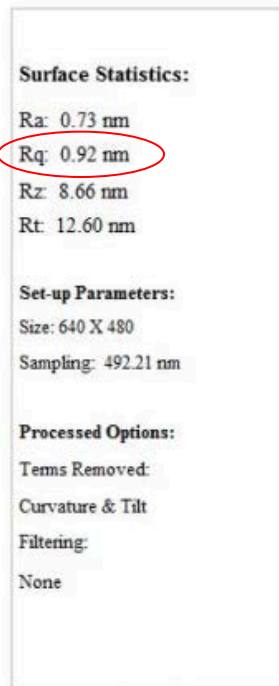 Surface Statistics:
Ra: 0.73 nm
Rq: 0.92 nm
Rz: 8.66 nm
Rt: 12.60 nm
Set-up Parameters:
Size: 640 X 480
Sampling: 492.21 nm
Processed Options:
Terms Removed:
Curvature & Tilt
Filtering:
None